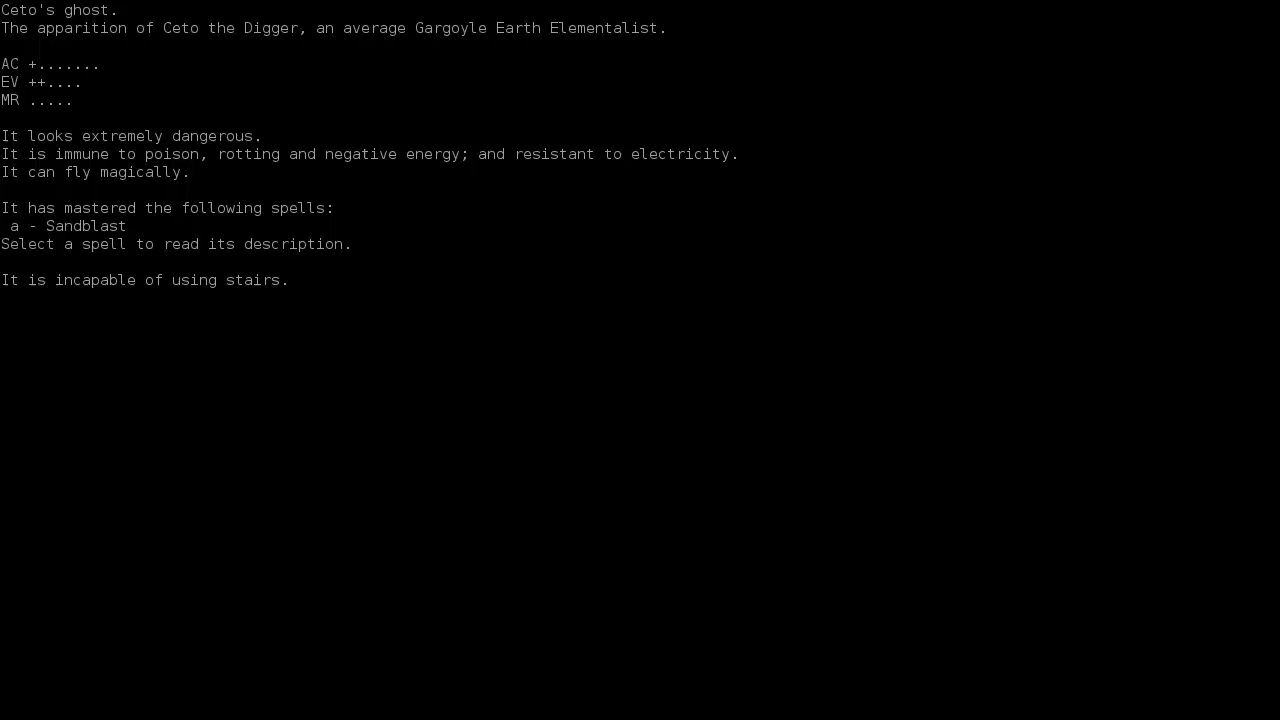 Ceto's ghost.
The apparition of Ceto the Digger, an average Gargoyle Earth Elementalist.
AC +.......
EV ++....
MR .....
It looks extremely dangerous.
It is immune to poison, rotting and negative energy; and resistant to electricity.
It can fly magically.
It has mastered the following spells:
a - Sandblast
Select a spell to read its description.
It is incapable of using stairs.